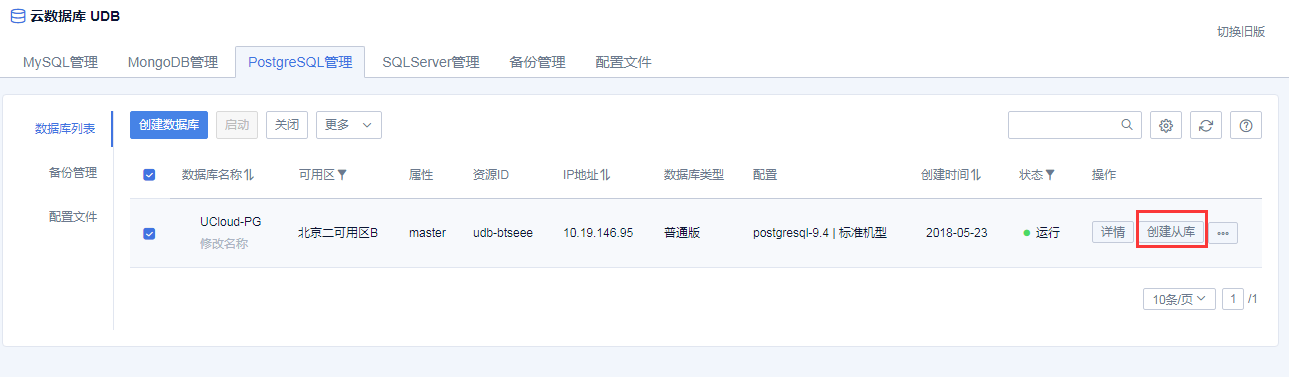 云数据库 UDB
切换旧版
MySQL管理 MongoDB管理 PostgreSQL管理 SQLServer管理 备份管理 配置文件
数据库列表
备份管理
配置文件
创建数据库 启动 关闭 更多
数据库名称 可用区 属性 资源ID IP地址 数据库类型 配置 创建时间 状态 操作
UCloud-PG
修改名称
北京二可用区B master udb-btseee 10.19.146.95 普通版 postgresql-9.4 | 标准机型 2018-05-23 运行 详情 创建从库 •••
10条/页 1 /1